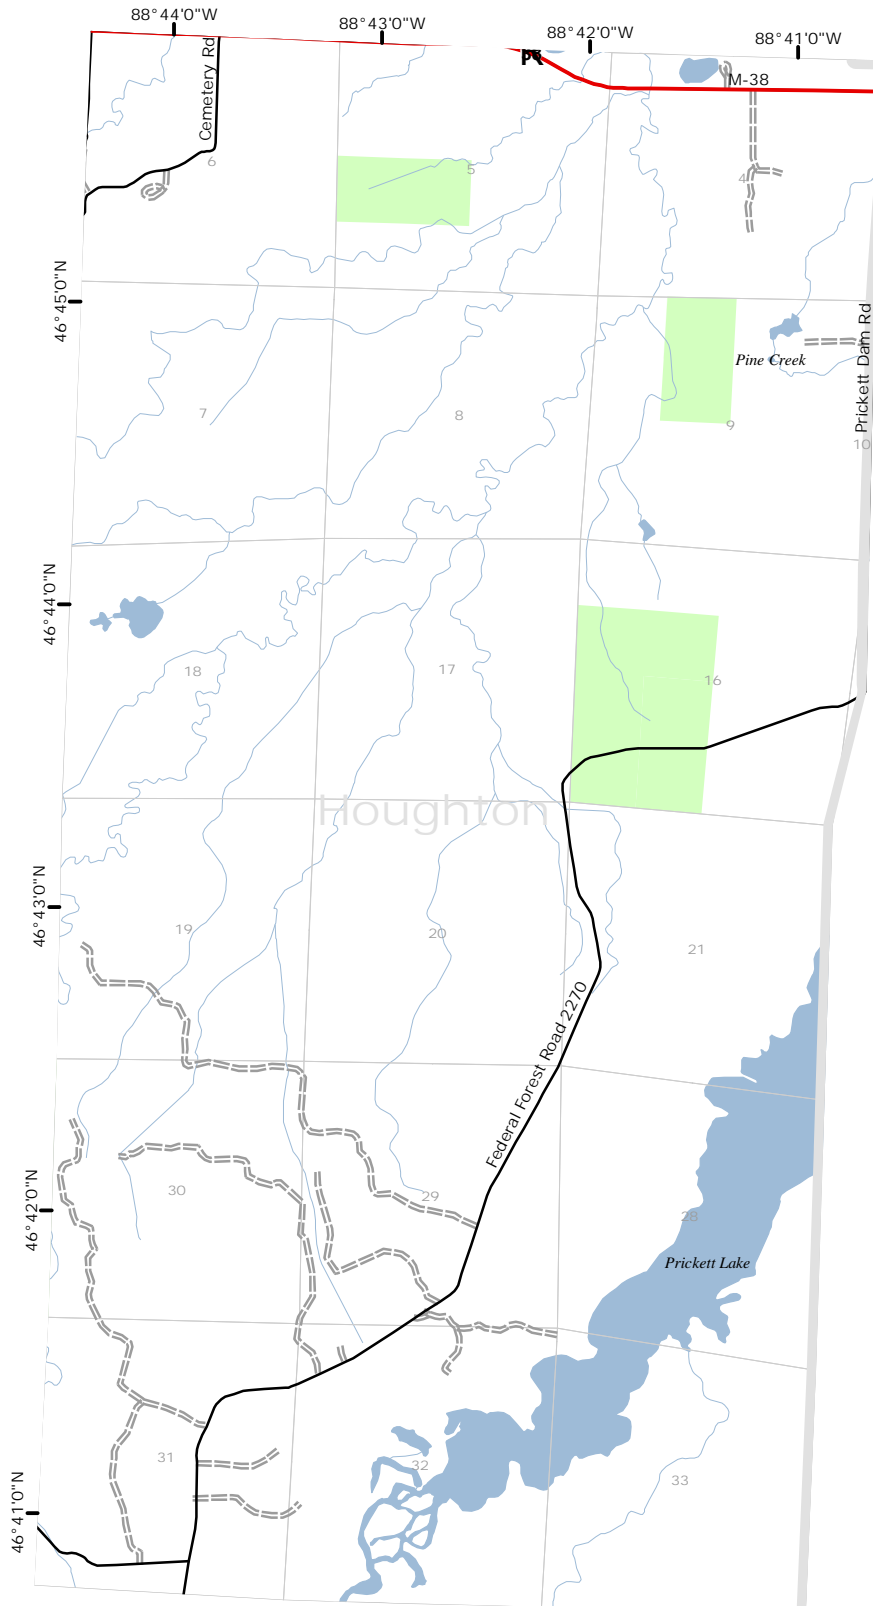 88°44'0"W
88°43'0"W
88°42'0"W
88°41'0"W
Cemetery Rd
M-38
6
5
4
46°45'0"N
Prickett Dam Rd
Pine Creek
7
8
9
10
46°44'0"N
18
17
16
Houghton
46°43'0"N
19
20
21
Federal Forest Road 2270
46°42'0"N
30
29
28
Prickett Lake
31
32
33
46°41'0"N